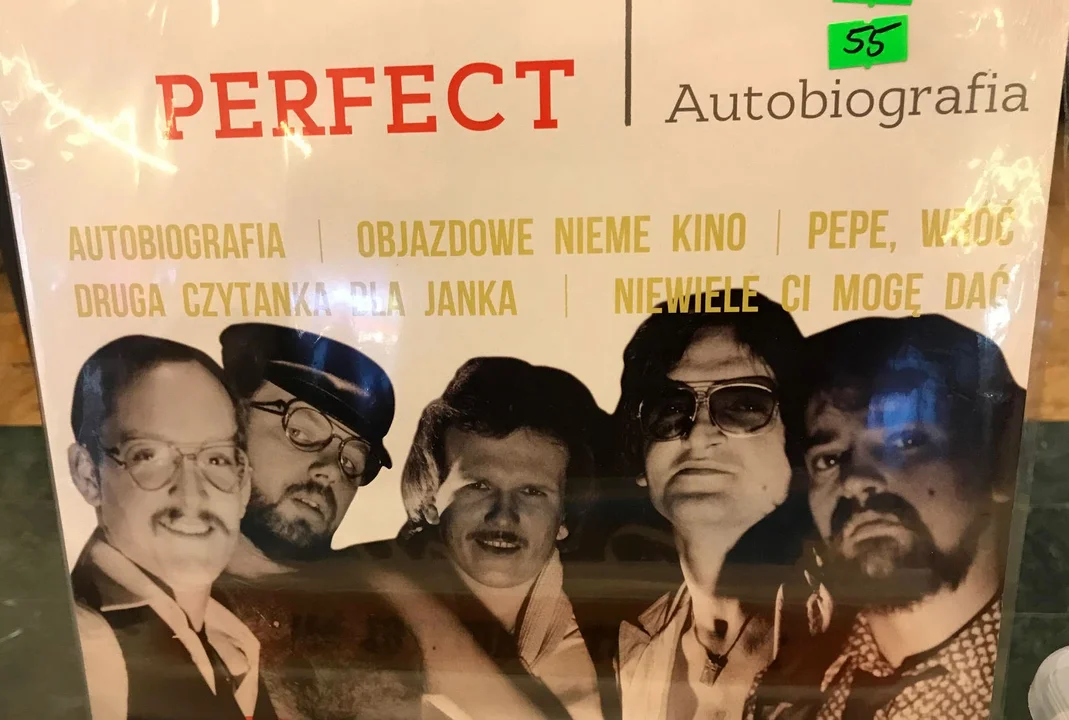 55
PERFECT | Autobiografia
AUTOBIOGRAFIA | OBJAZDOWE NIEME KINO | PEPE, WRÓĆ
DRUGA CZYTANKA DLA JANKA | NIEWIELE CI MOGĘ DAĆ